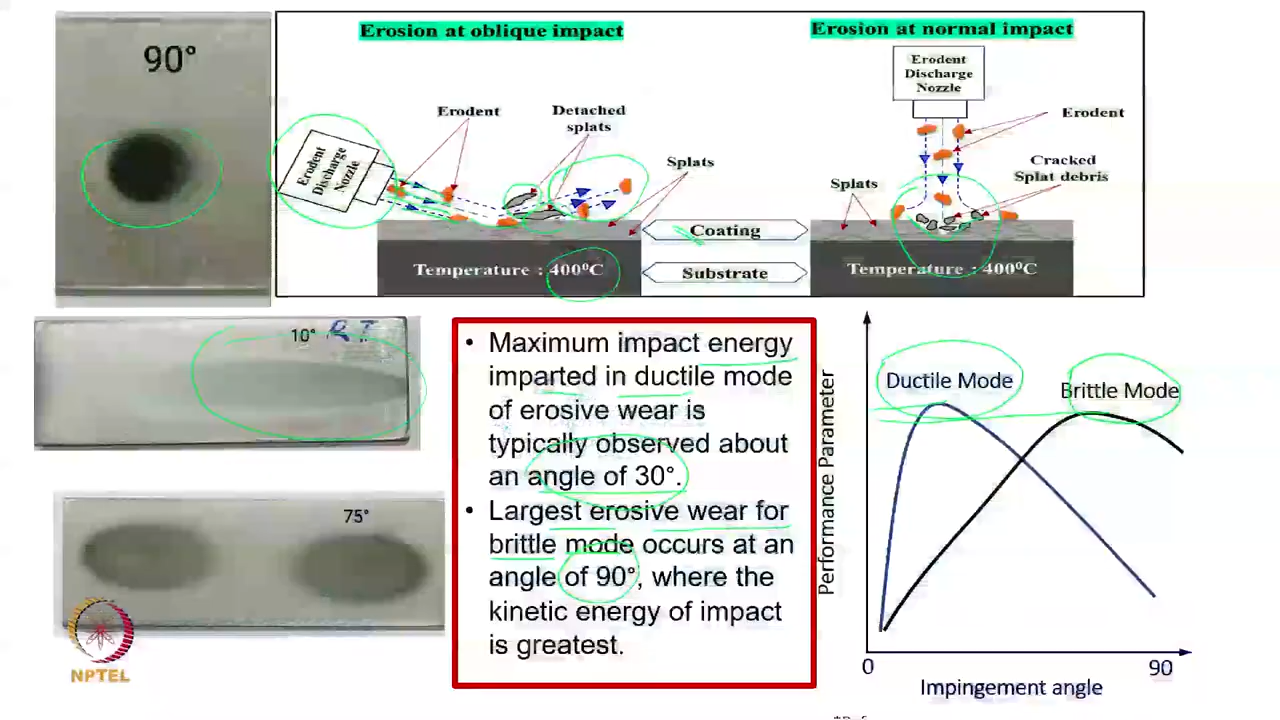 90°
Erosion at oblique impact
Erosion at normal impact
Erodent
Discharge
Nozzle
Erodent
Detached
splats
Splats
Erodent
Discharge
Nozzle
Erodent
Cracked
Splat debris
Splats
Coating
Substrate
Temperature : 400⁰C
Temperature : 400⁰C
10°
75°
• Maximum impact energy
imparted in ductile mode
of erosive wear is
typically observed about
an angle of 30°.
• Largest erosive wear for
brittle mode occurs at an
angle of 90°, where the
kinetic energy of impact
is greatest.
Ductile Mode
Brittle Mode
Performance Parameter
0
90
Impingement angle
NPTEL